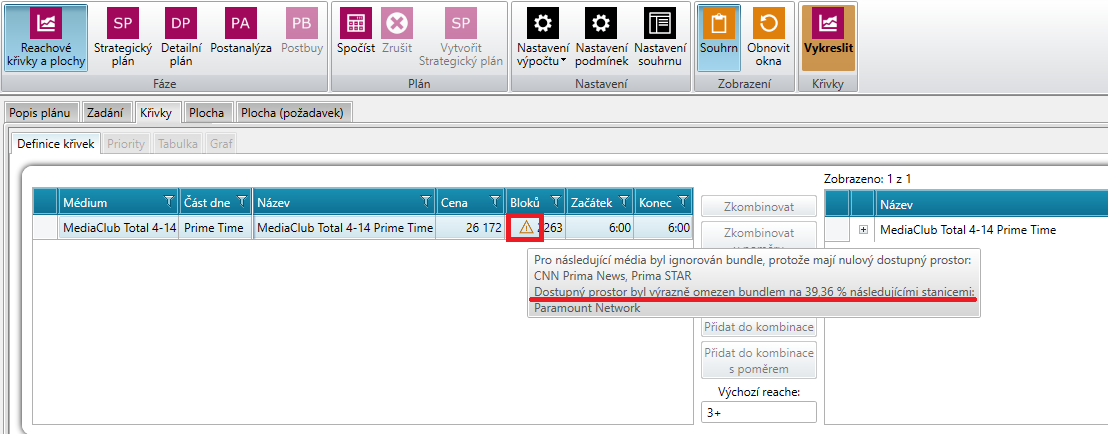 SP
DP
PA
PB
SP
Reachové
křivky a plochy
Strategický
plán
Detailní
plán
Postanalýza
Postbuy
Spočíst
Zrušit
Vytvořit
Strategický plán
Nastavení
výpočtu
Nastavení
podmínek
Nastavení
souhrnu
Souhrn
Obnovit
okna
Vykreslit
Fáze
Plán
Nastavení
Zobrazení
Křivky
Popis plánu
Zadání
Křivky
Plocha
Plocha (požadavek)
Definice křivek
Priority
Tabulka
Graf
Zobrazeno: 1 z 1
Médium
Část dne
Název
Cena
Bloků
Začátek
Konec
Název
MediaClub Total 4-14
Prime Time
MediaClub Total 4-14 Prime Time
26 172
2263
6:00
6:00
MediaClub Total 4-14 Prime Time
Zkombinovat
Zkombinovat
Pro následující média byl ignorován bundle, protože mají nulový dostupný prostor:
CNN Prima News, Prima STAR
Dostupný prostor byl výrazně omezen bundlem na 39,36 % následujícími stanicemi:
Paramount Network
Přidat do kombinace
Přidat do kombinace
s poměrem
Výchozí reache:
3+